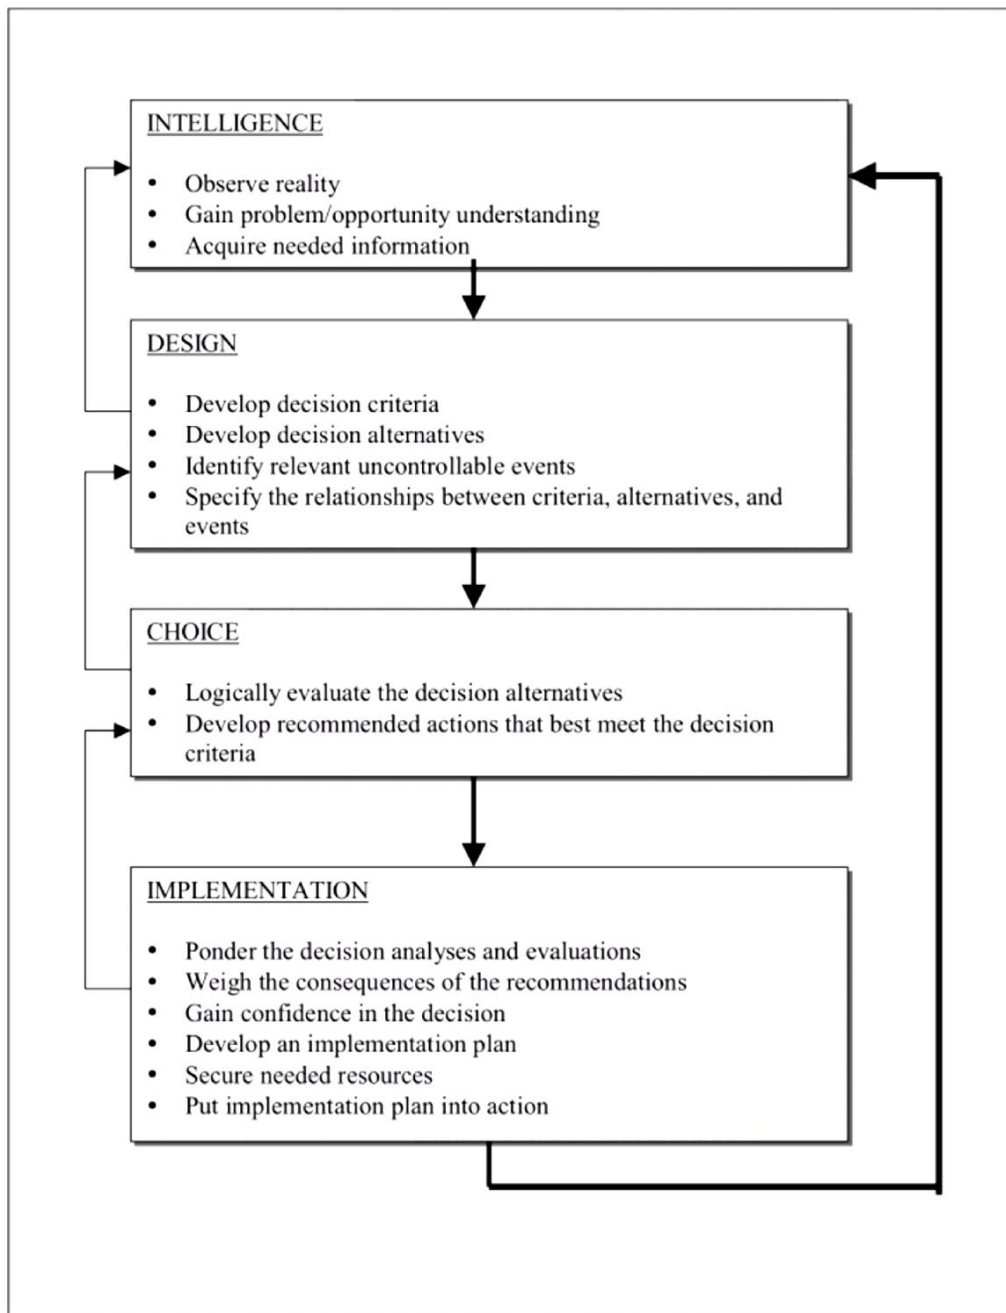 INTELLIGENCE
• Observe reality
• Gain problem/opportunity understanding
• Acquire needed information
DESIGN
• Develop decision criteria
• Develop decision alternatives
• Identify relevant uncontrollable events
• Specify the relationships between criteria, alternatives, and
events
CHOICE
• Logically evaluate the decision alternatives
• Develop recommended actions that best meet the decision
criteria
IMPLEMENTATION
• Ponder the decision analyses and evaluations
• Weigh the consequences of the recommendations
• Gain confidence in the decision
• Develop an implementation plan
• Secure needed resources
• Put implementation plan into action